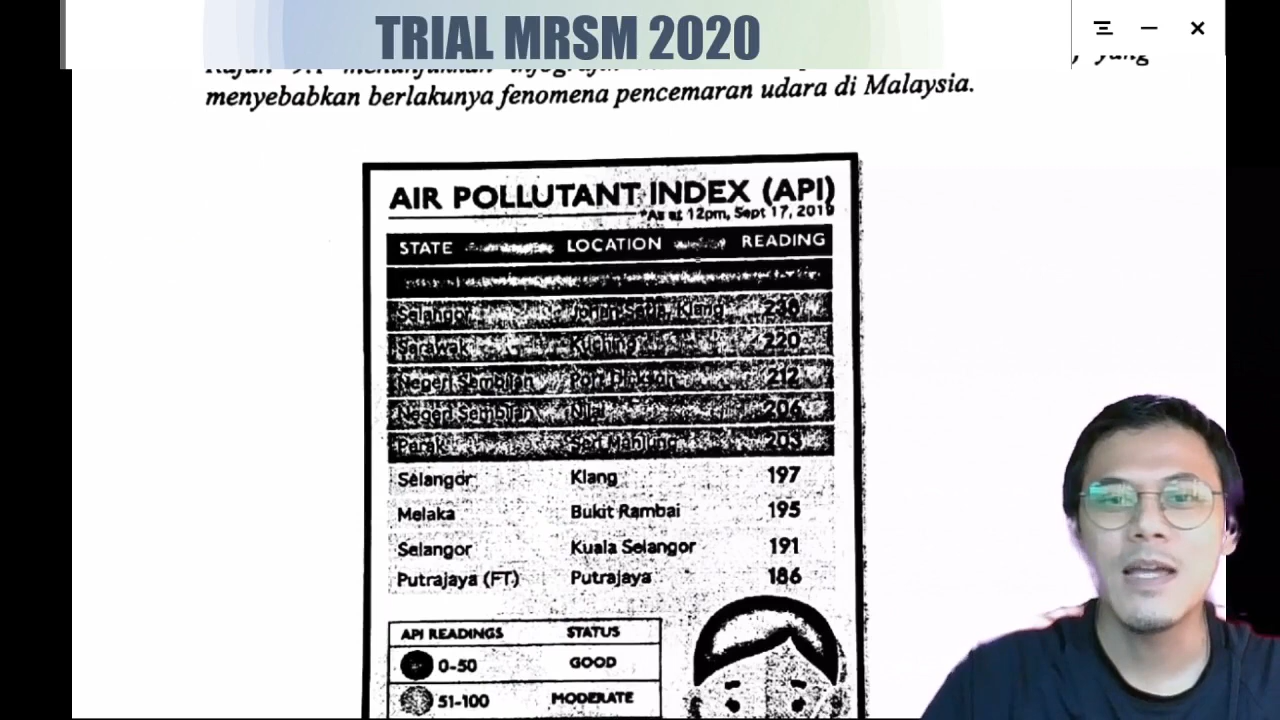 TRIAL MRSM 2020
menyebabkan berlakunya fenomena pencemaran udara di Malaysia.
AIR POLLUTANT INDEX (API)
*As at 12pm, Sept 17, 2019
STATE LOCATION READING
Selangor Johan Setia, Klang
Sarawak Kuching 220
Negeri Sembilan Port Dickson 212
Negeri Sembilan Nilai 206
Perak Seri Manjung 203
Selangor Klang 197
Melaka Bukit Rambai 195
Selangor Kuala Selangor 191
Putrajaya (FT) Putrajaya 186
API READINGS STATUS
0-50 GOOD
51-100 MODERATE